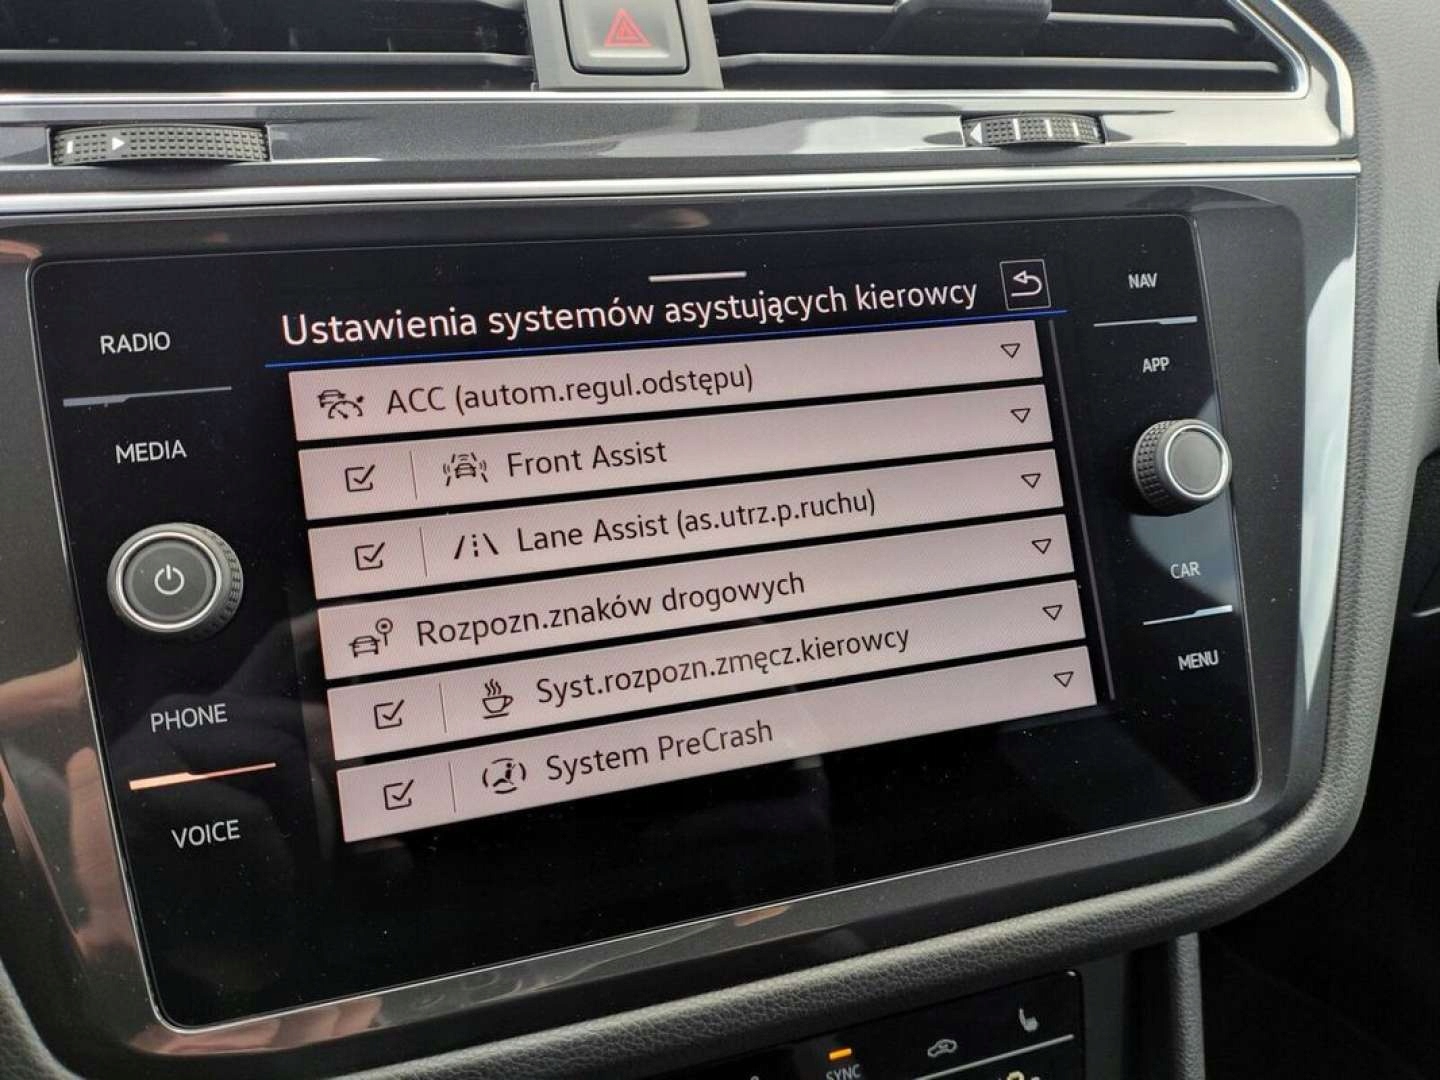 RADIO
MEDIA
PHONE
VOICE
Ustawienia systemów asystujących kierowcy
ACC (autom.regul.odstępu)
Front Assist
Lane Assist (as.utrz.p.ruchu)
Rozpozn.znaków drogowych
Syst.rozpozn.zmęcz.kierowcy
System PreCrash
NAV
APP
CAR
MENU
SYNC